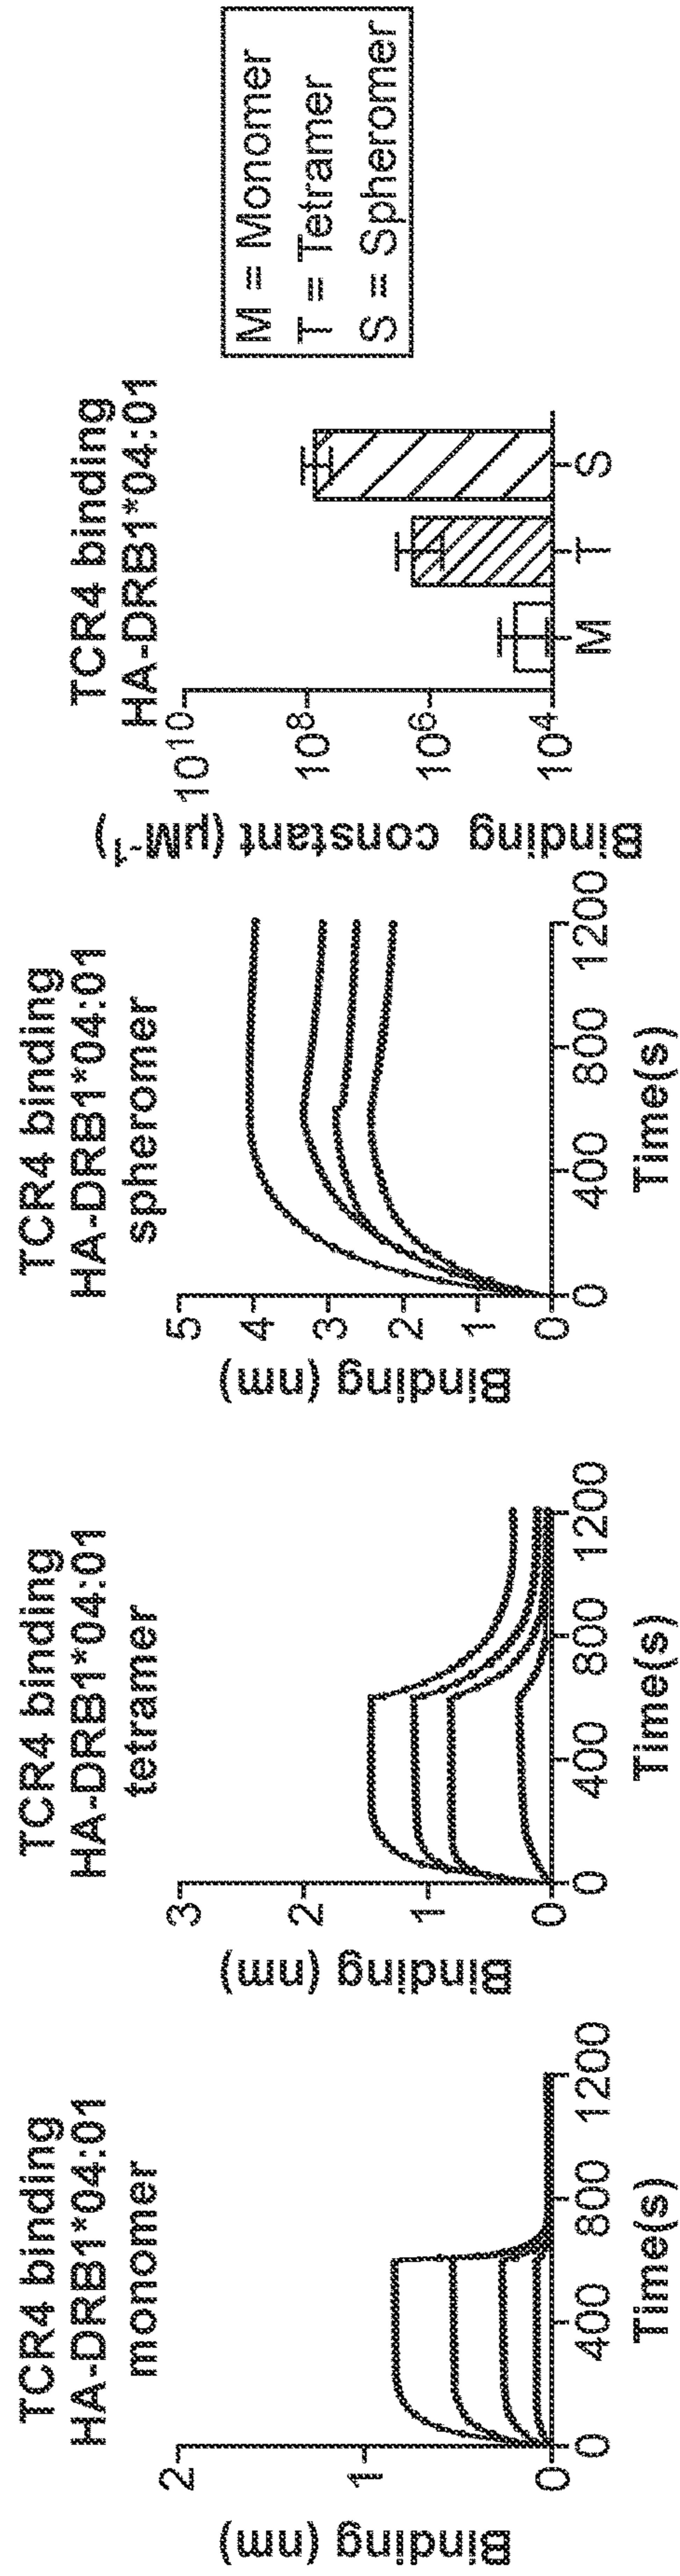 TCR4 binding
HA-DRB1*04:01
monomer
Binding (nm)
2
1
0
0
400
800
1200
Time(s)
TCR4 binding
HA-DRB1*04:01
tetramer
Binding (nm)
3
2
1
0
0
400
800
1200
Time(s)
TCR4 binding
HA-DRB1*04:01
spheromer
Binding (nm)
5
4
3
2
1
0
0
400
800
1200
Time(s)
TCR4 binding
HA-DRB1*04:01
Binding constant (µM⁻¹)
10¹⁰
10⁸
10⁶
10⁴
M
T
S
M = Monomer
T = Tetramer
S = Spheromer